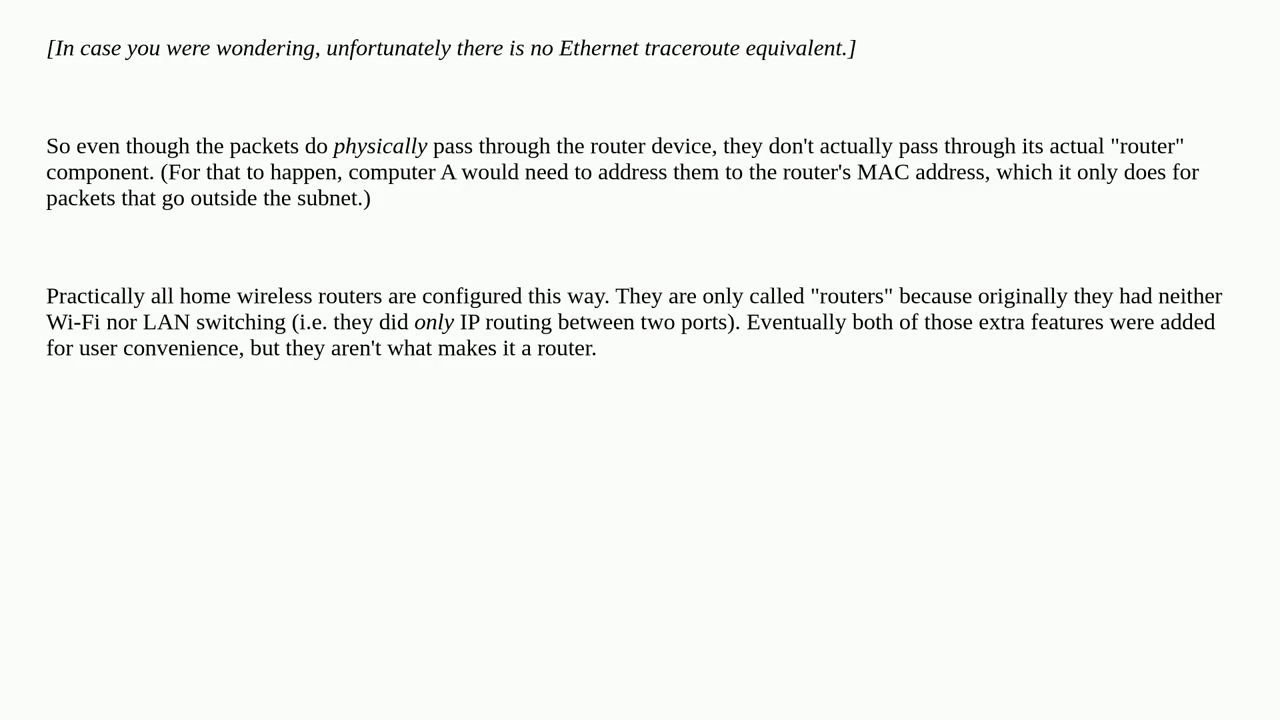 [In case you were wondering, unfortunately there is no Ethernet traceroute equivalent.]
So even though the packets do physically pass through the router device, they don't actually pass through its actual "router"
component. (For that to happen, computer A would need to address them to the router's MAC address, which it only does for
packets that go outside the subnet.)
Practically all home wireless routers are configured this way. They are only called "routers" because originally they had neither
Wi-Fi nor LAN switching (i.e. they did only IP routing between two ports). Eventually both of those extra features were added
for user convenience, but they aren't what makes it a router.